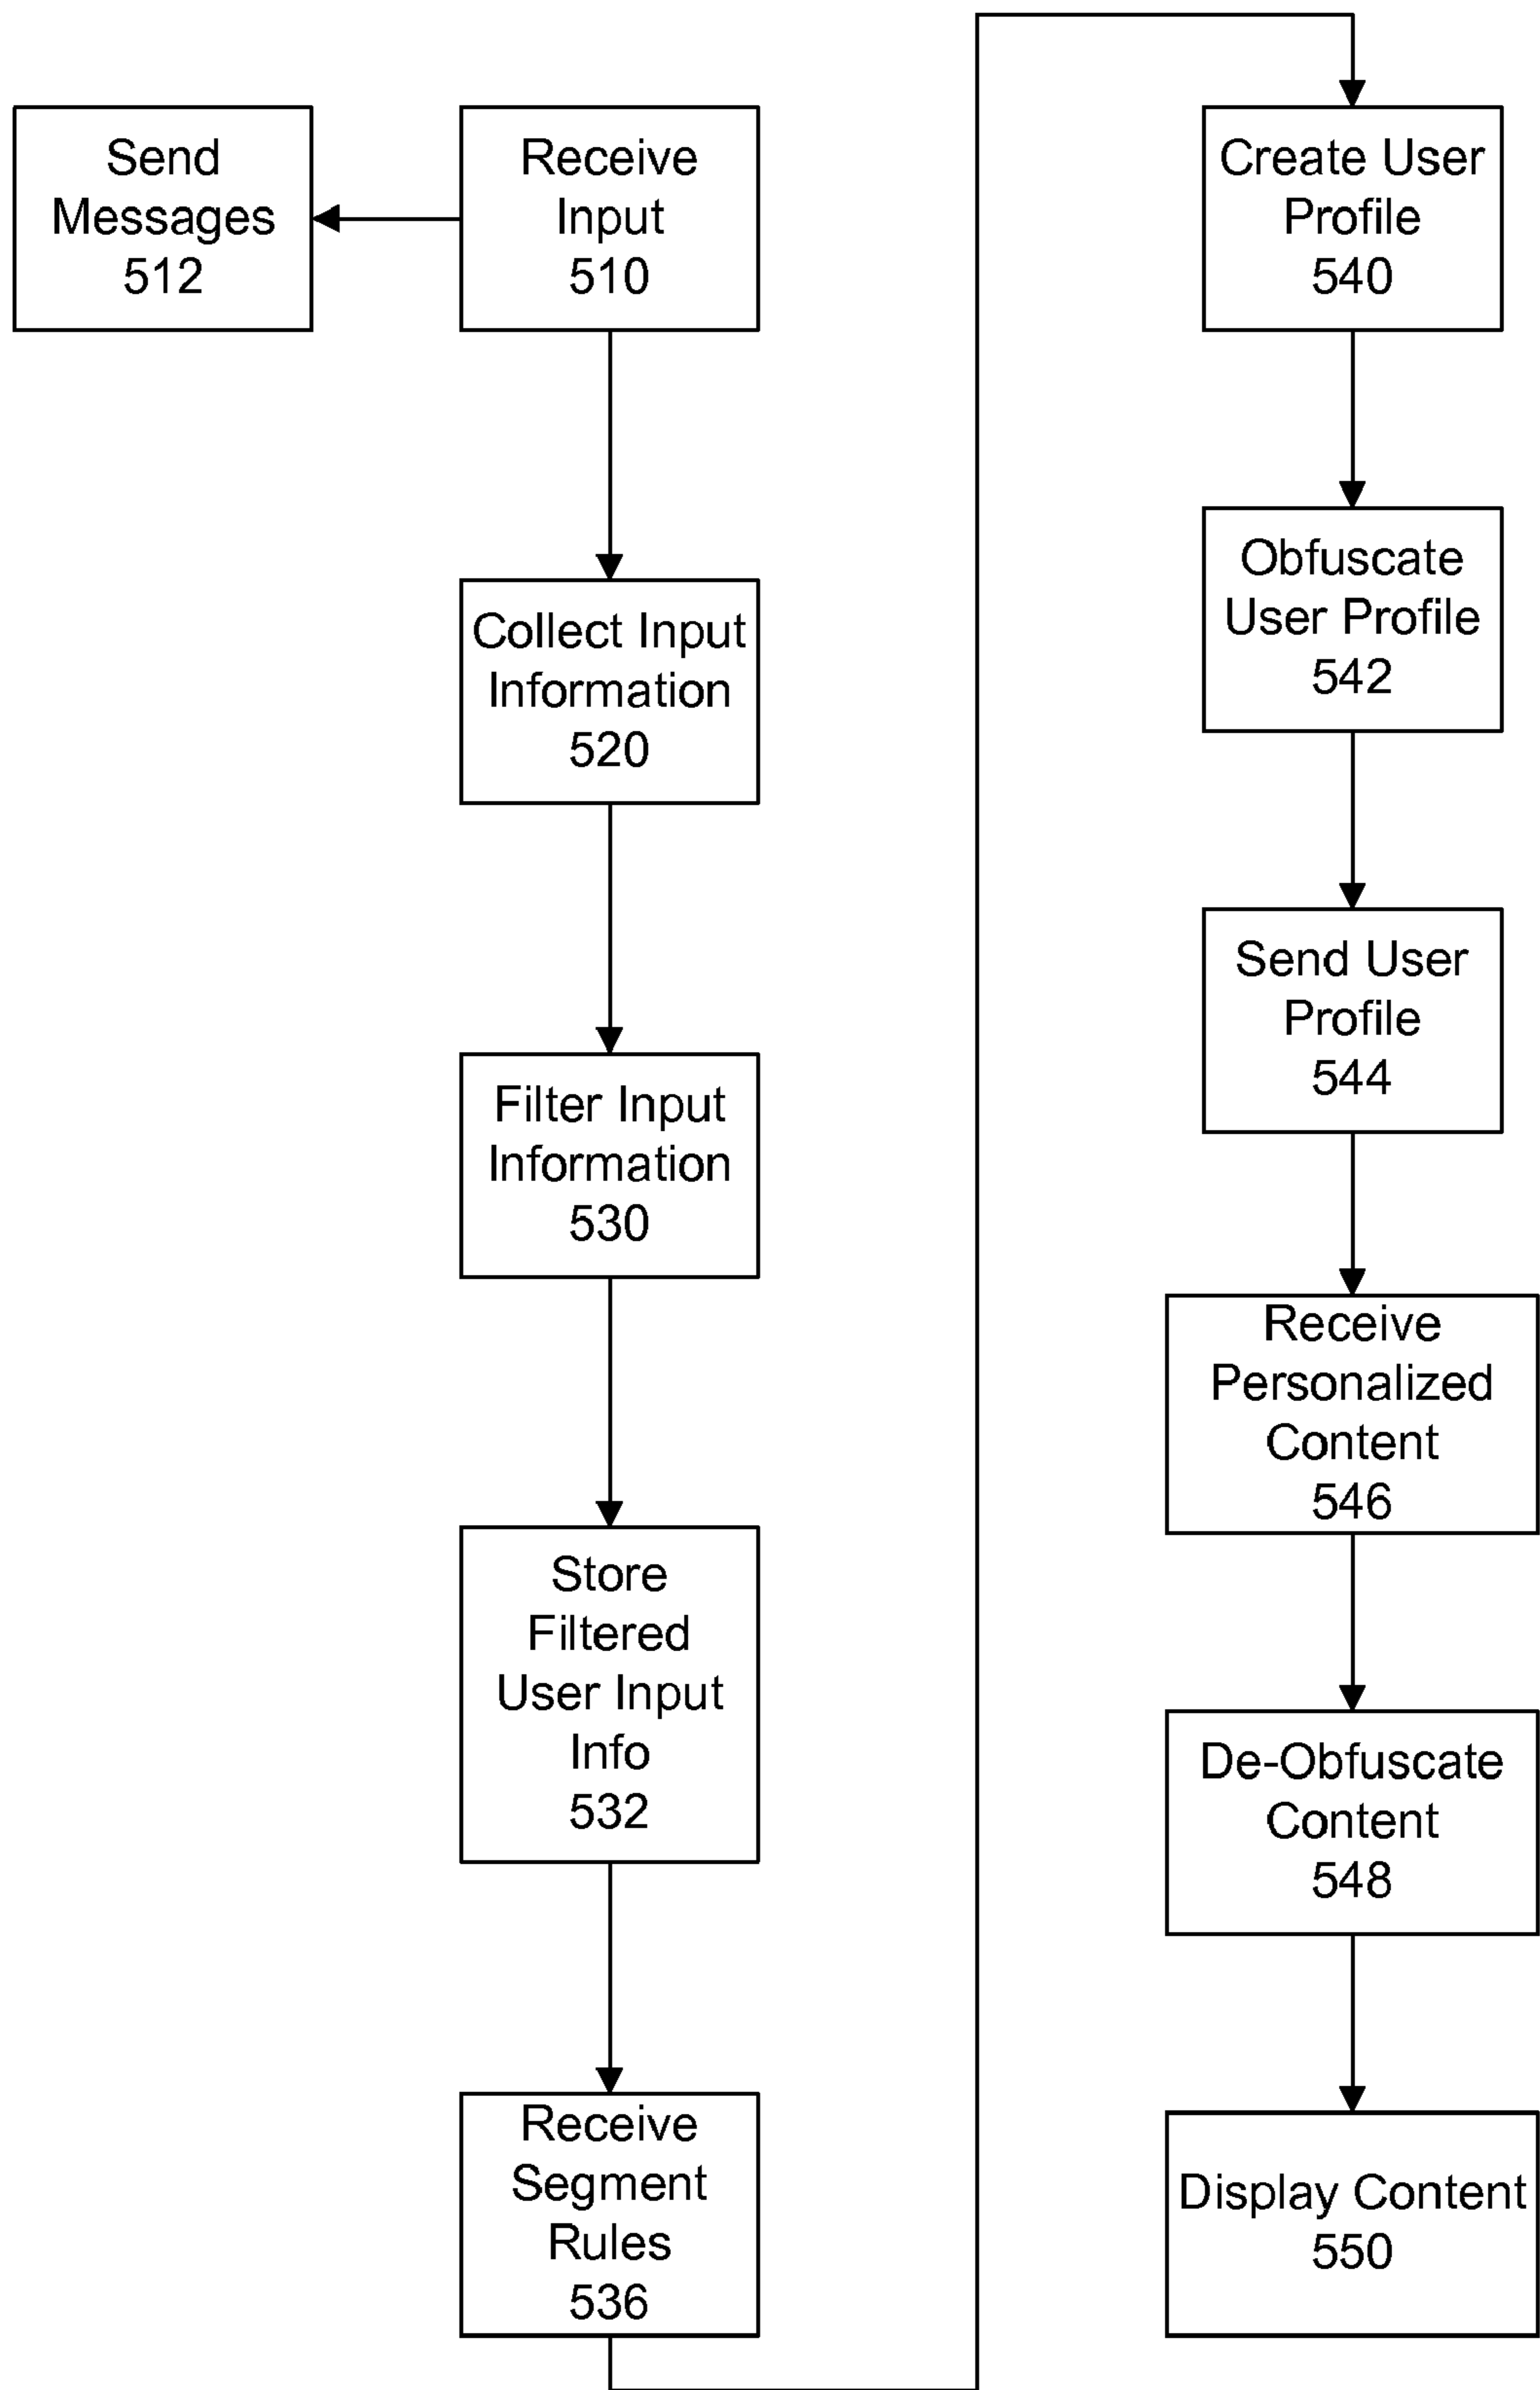 Send
Messages
512
Receive
Input
510
Collect Input
Information
520
Filter Input
Information
530
Store
Filtered
User Input
Info
532
Receive
Segment
Rules
536
Create User
Profile
540
Obfuscate
User Profile
542
Send User
Profile
544
Receive
Personalized
Content
546
De-Obfuscate
Content
548
Display Content
550